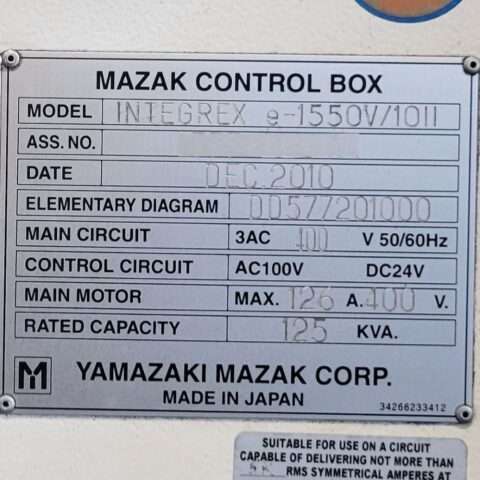 MAZAK CONTROL BOX
MODEL INTEGREX e-1550V/10II
ASS. NO.
DATE DEC.2010
ELEMENTARY DIAGRAM DD577201000
MAIN CIRCUIT 3AC 400 V 50/60Hz
CONTROL CIRCUIT AC100V DC24V
MAIN MOTOR MAX. 126 A. 400 V.
RATED CAPACITY 125 KVA.
M YAMAZAKI MAZAK CORP.
MADE IN JAPAN
34266233412
SUITABLE FOR USE ON A CIRCUIT
CAPABLE OF DELIVERING NOT MORE THAN
RMS SYMMETRICAL AMPERES AT